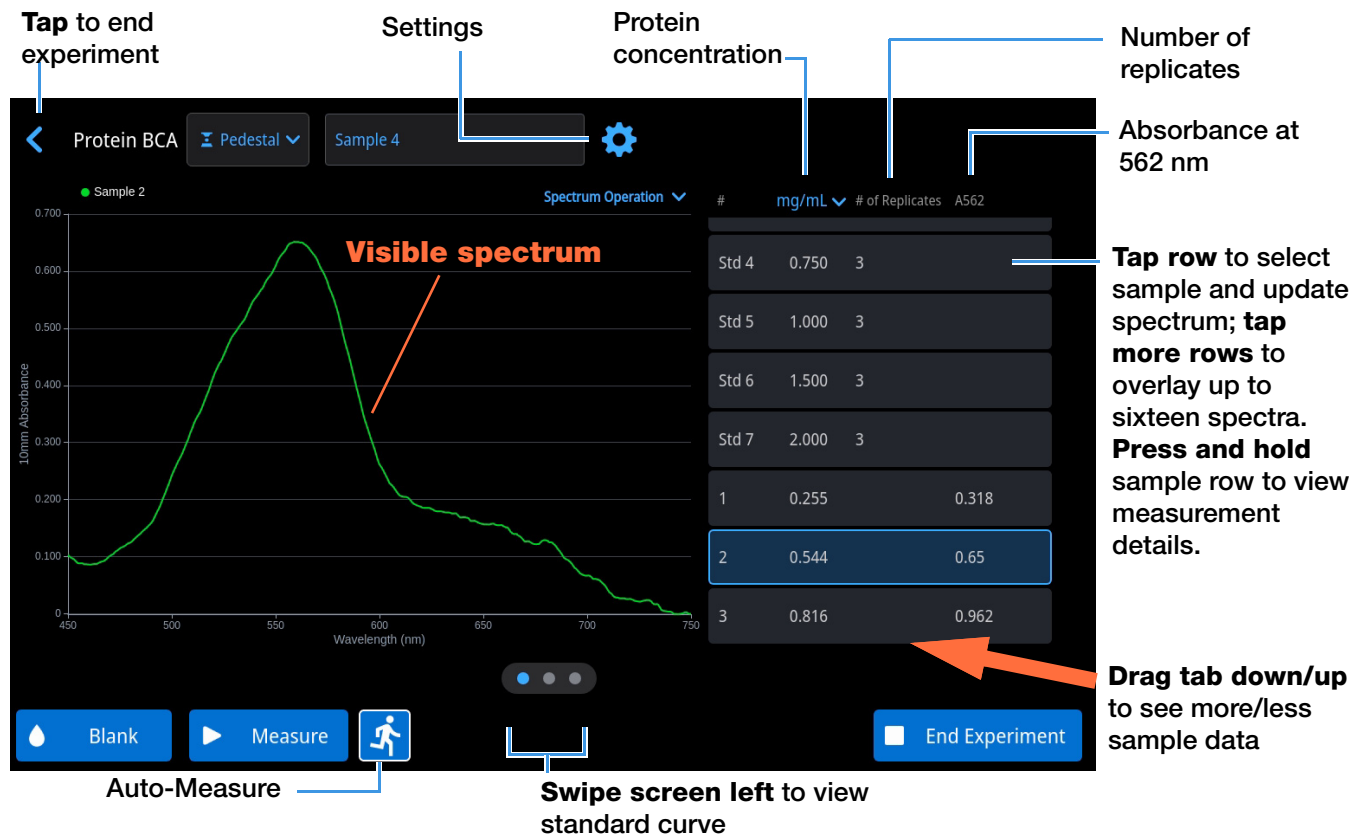 Tap to end
experiment
Settings
Protein
concentration
Number of
replicates
Absorbance at
562 nm
Protein BCA
Pedestal
Sample 4
Sample 2
Spectrum Operation
# mg/mL # of Replicates A562
Std 4 0.750 3
Std 5 1.000 3
Std 6 1.500 3
Std 7 2.000 3
1 0.255 0.318
2 0.544 0.65
3 0.816 0.962
Visible spectrum
10mm Absorbance
0.700
0.600
0.500
0.400
0.300
0.200
0.100
0
450 500 550 600 650 700 750
Wavelength (nm)
Tap row to select
sample and update
spectrum; tap
more rows to
overlay up to
sixteen spectra.
Press and hold
sample row to view
measurement
details.
Drag tab down/up
to see more/less
sample data
Blank
Measure
End Experiment
Auto-Measure
Swipe screen left to view
standard curve